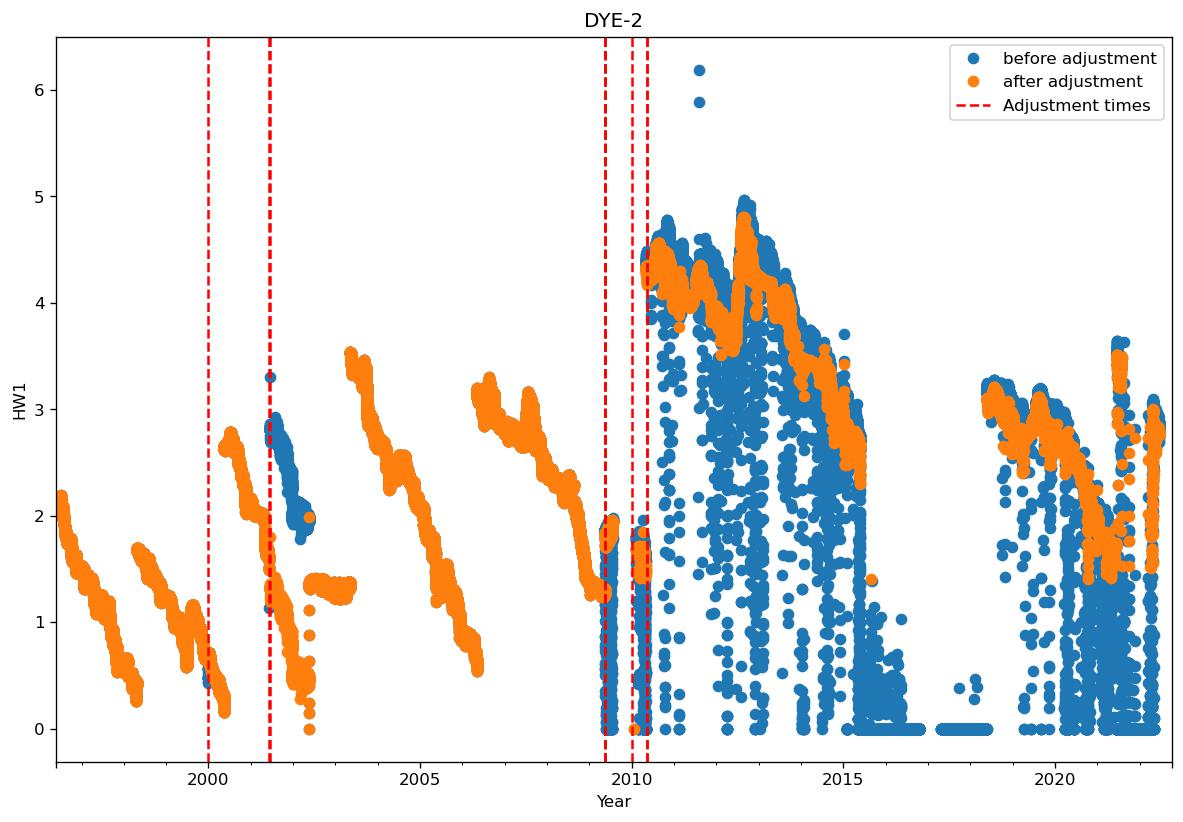 DYE-2
before adjustment
after adjustment
Adjustment times
HW1
6
5
4
3
2
1
0
2000 2005 2010 2015 2020
Year